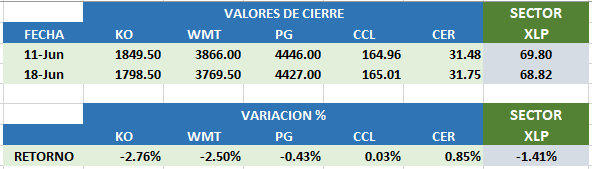 VALORES DE CIERRE SECTOR
FECHA KO WMT PG CCL CER XLP
11-Jun 1849.50 3866.00 4446.00 164.96 31.48 69.80
18-Jun 1798.50 3769.50 4427.00 165.01 31.75 68.82
VARIACION % SECTOR
KO WMT PG CCL CER XLP
RETORNO -2.76% -2.50% -0.43% 0.03% 0.85% -1.41%